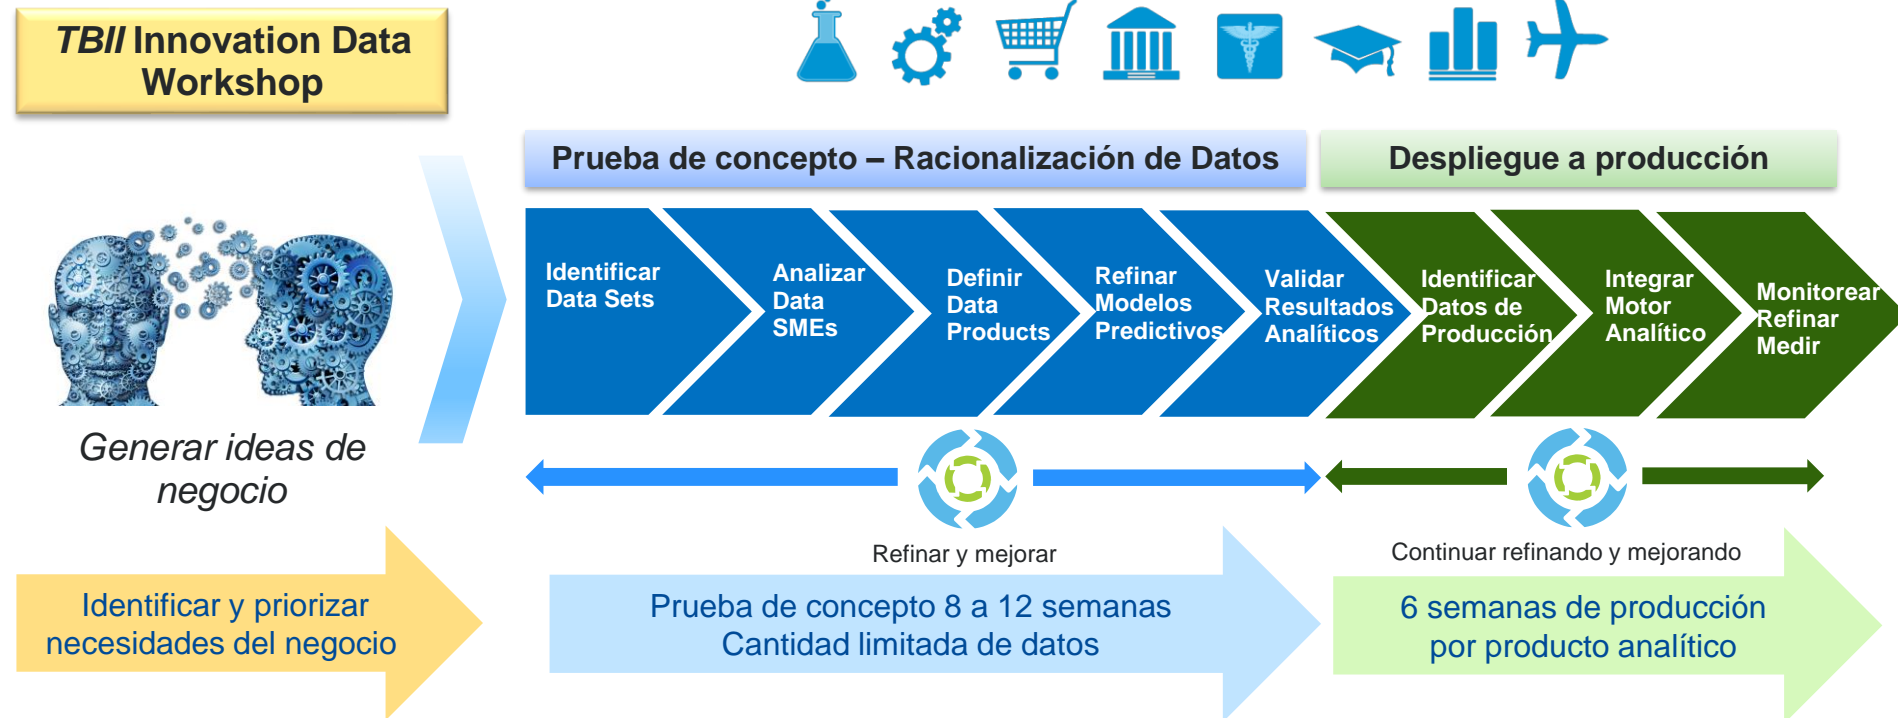 TBII Innovation Data
Workshop
Prueba de concepto – Racionalización de Datos
Despliegue a producción
Identificar
Data Sets
Analizar
Data
SMEs
Definir
Data
Products
Refinar
Modelos
Predictivos
Validar
Resultados
Analíticos
Identificar
Datos de
Producción
Integrar
Motor
Analítico
Monitorear
Refinar
Medir
Generar ideas de
negocio
Refinar y mejorar
Continuar refinando y mejorando
Identificar y priorizar
necesidades del negocio
Prueba de concepto 8 a 12 semanas
Cantidad limitada de datos
6 semanas de producción
por producto analítico